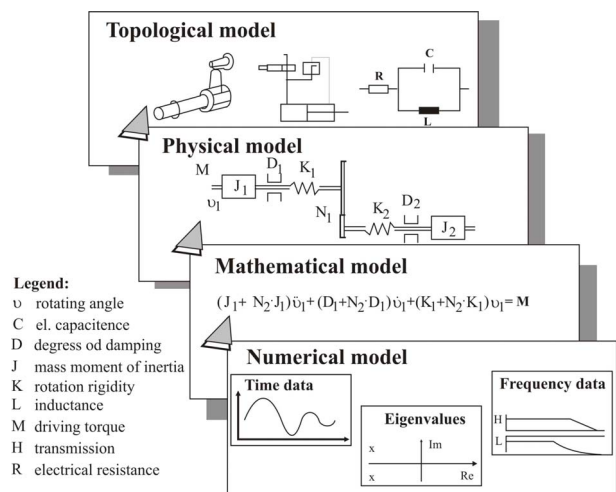 Topological model
C
R
L
Physical model
M
D1
K1
J1
υ1
N1
K2
D2
J2
Mathematical model
(J1+ N2·J1)ϋ1+(D1+N2·D1)υ̇1+(K1+N2·K1)υ1= M
Legend:
υ rotating angle
C el. capacitence
D degress od damping
J mass moment of inertia
K rotation rigidity
L inductance
M driving torque
H transmission
R electrical resistance
Numerical model
Time data
Eigenvalues
x
Im
x
Re
Frequency data
H
L